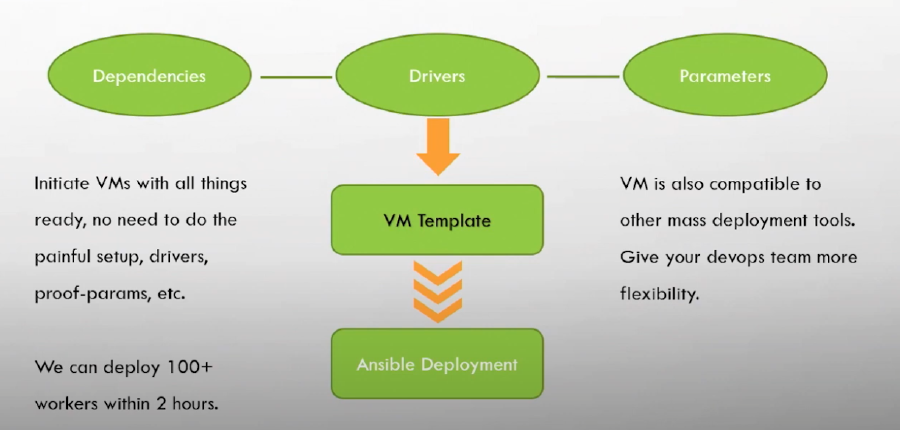 Dependencies
Drivers
Parameters
Initiate VMs with all things
ready, no need to do the
painful setup, drivers,
proof-params, etc.
We can deploy 100+
workers within 2 hours.
VM Template
Ansible Deployment
VM is also compatible to
other mass deployment tools.
Give your devops team more
flexibility.